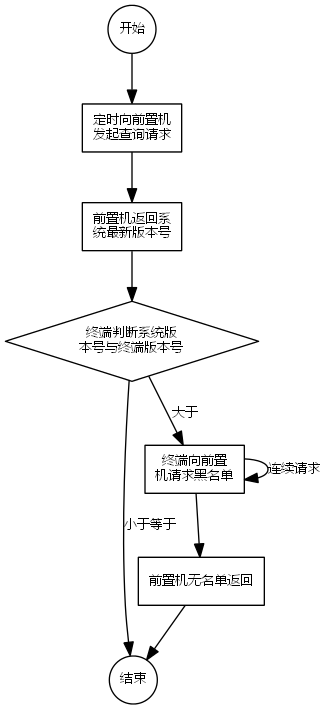 开始
定时向前置机
发起查询请求
前置机返回系
统最新版本号
终端判断系统版
本号与终端版本号
大于
终端向前置
机请求黑名单
连续请求
小于等于
前置机无名单返回
结束